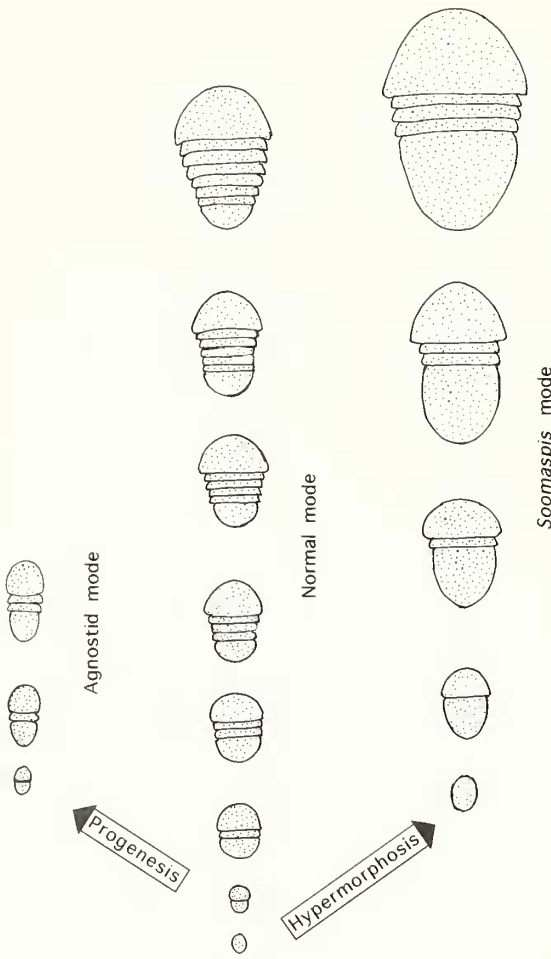 Agnostid mode
Progenesis
Normal mode
Hypermorphosis
Soomaspis mode